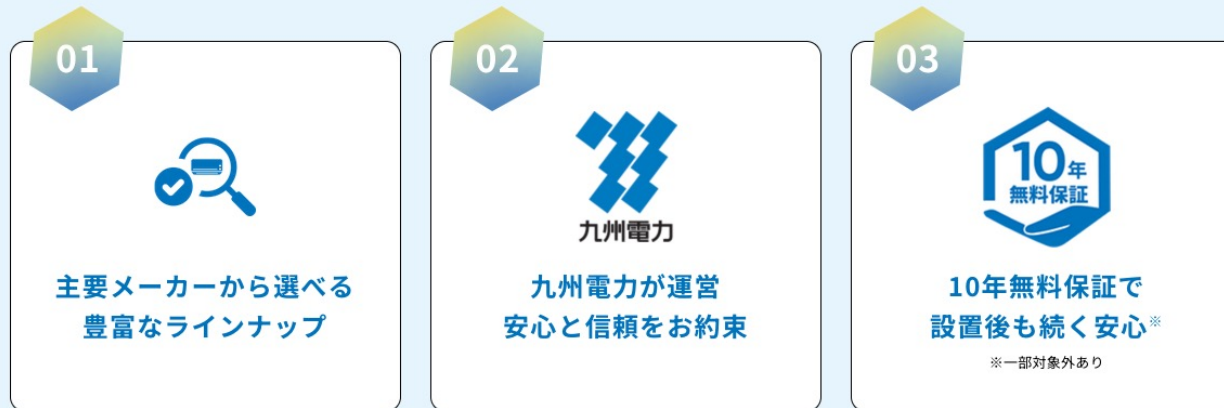 01
主要メーカーから選べる
豊富なラインナップ
02
九州電力
九州電力が運営
安心と信頼をお約束
03
10年
無料保証
10年無料保証で
設置後も続く安心※
※一部対象外あり